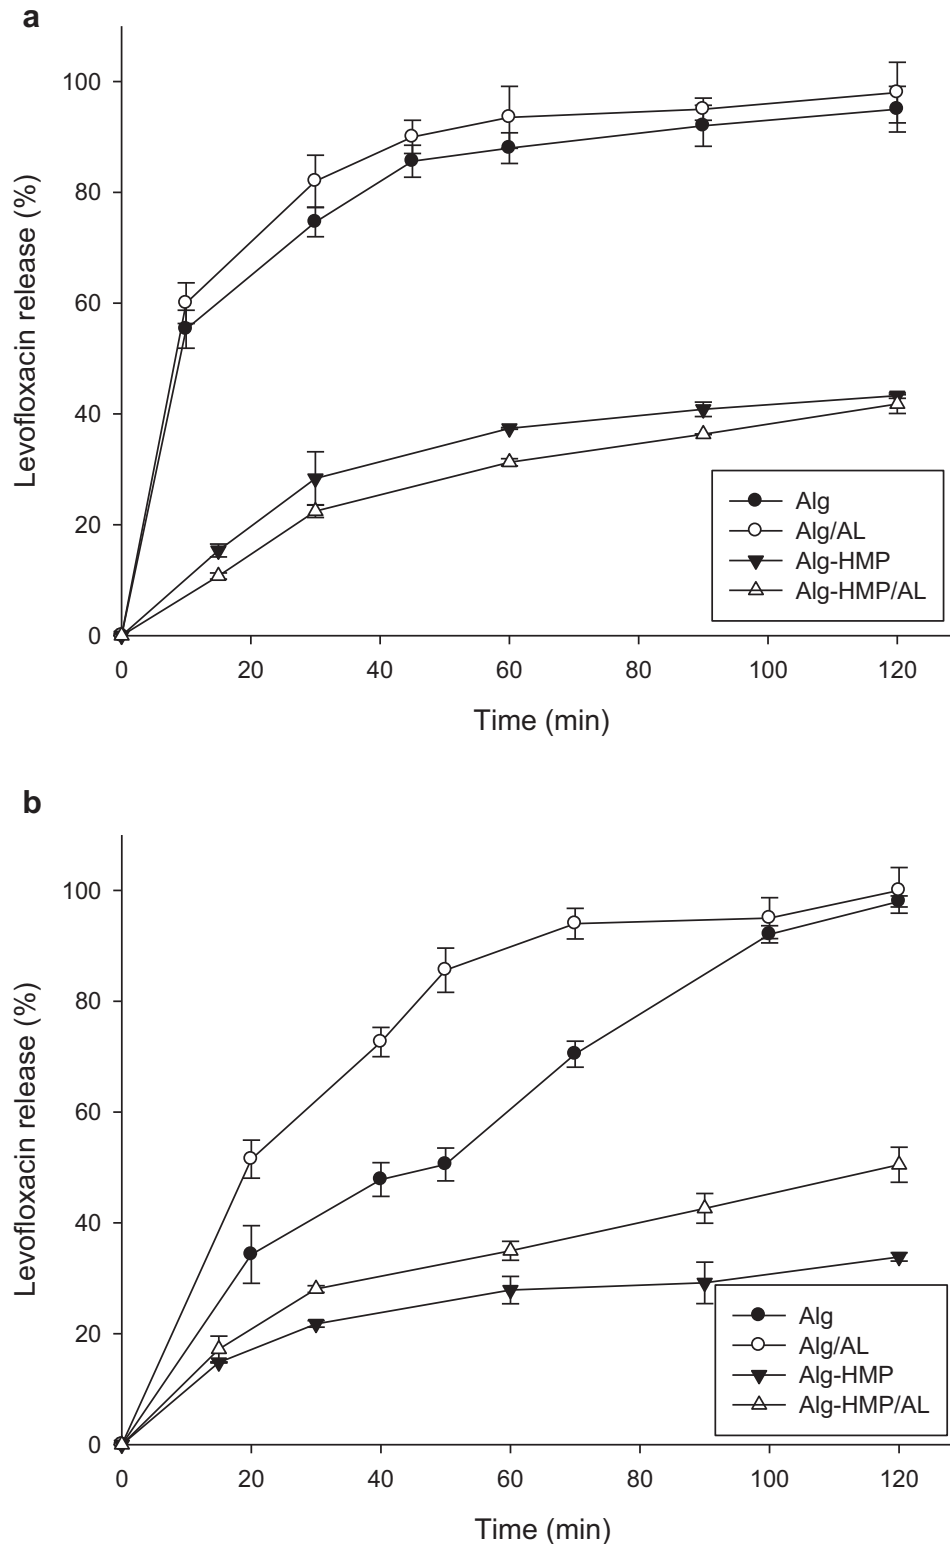 a
Levofloxacin release (%)
100
80
60
40
20
0
Alg
Alg/AL
Alg-HMP
Alg-HMP/AL
0 20 40 60 80 100 120
Time (min)
b
Levofloxacin release (%)
100
80
60
40
20
0
Alg
Alg/AL
Alg-HMP
Alg-HMP/AL
0 20 40 60 80 100 120
Time (min)